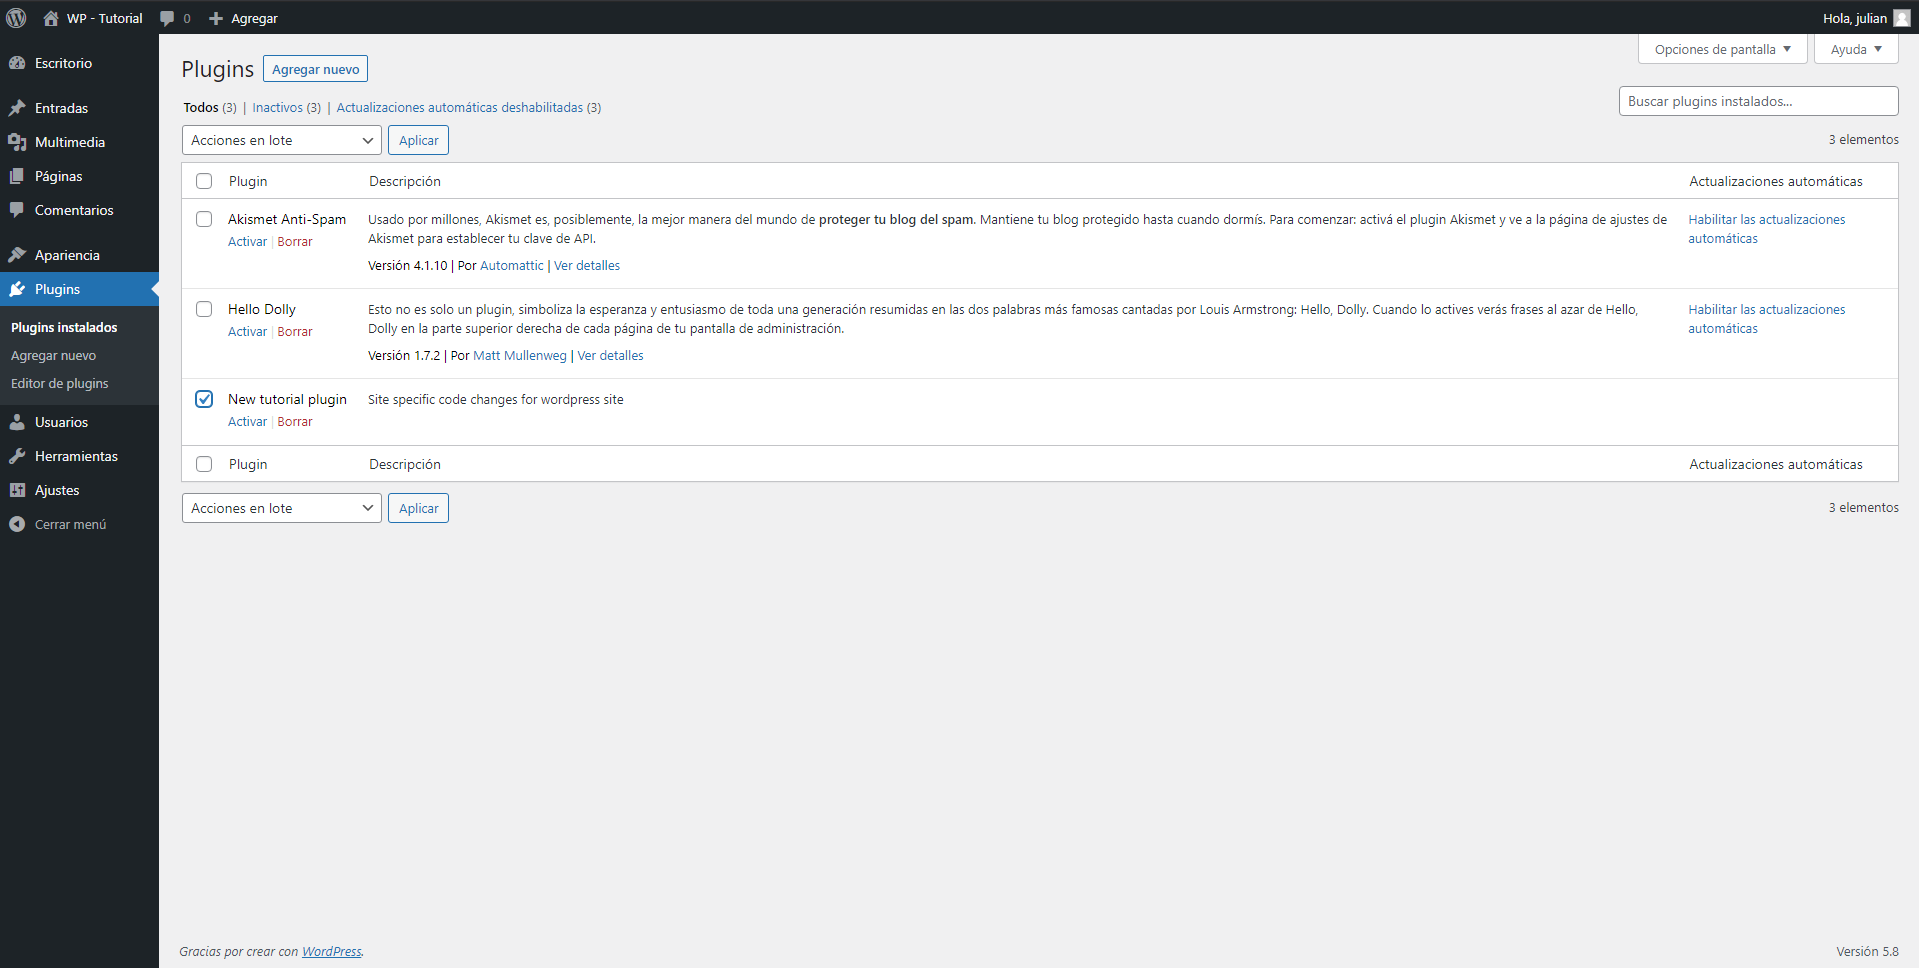 WP - Tutorial 0 Agregar Hola, julian
Escritorio
Entradas
Multimedia
Páginas
Comentarios
Apariencia
Plugins
Plugins instalados
Agregar nuevo
Editor de plugins
Usuarios
Herramientas
Ajustes
Cerrar menú
Opciones de pantalla Ayuda
Plugins Agregar nuevo
Todos (3) | Inactivos (3) | Actualizaciones automáticas deshabilitadas (3)
Buscar plugins instalados...
Acciones en lote Aplicar 3 elementos
Plugin Descripción Actualizaciones automáticas
Akismet Anti-Spam
Activar | Borrar
Usado por millones, Akismet es, posiblemente, la mejor manera del mundo de proteger tu blog del spam. Mantiene tu blog protegido hasta cuando dormís. Para comenzar: activá el plugin Akismet y ve a la página de ajustes de
Akismet para establecer tu clave de API.
Versión 4.1.10 | Por Automattic | Ver detalles
Habilitar las actualizaciones
automáticas
Hello Dolly
Activar | Borrar
Esto no es solo un plugin, simboliza la esperanza y entusiasmo de toda una generación resumidas en las dos palabras más famosas cantadas por Louis Armstrong: Hello, Dolly. Cuando lo actives verás frases al azar de Hello,
Dolly en la parte superior derecha de cada página de tu pantalla de administración.
Versión 1.7.2 | Por Matt Mullenweg | Ver detalles
Habilitar las actualizaciones
automáticas
New tutorial plugin
Activar | Borrar
Site specific code changes for wordpress site
Plugin Descripción Actualizaciones automáticas
Acciones en lote Aplicar 3 elementos
Gracias por crear con WordPress. Versión 5.8